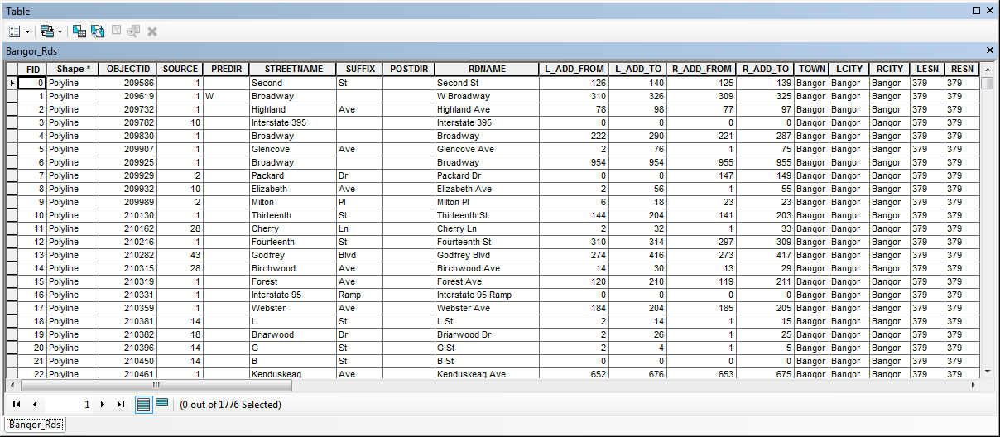 Table
Bangor_Rds
FID Shape * OBJECTID SOURCE PREDIR STREETNAME SUFFIX POSTDIR RDNAME L_ADD_FROM L_ADD_TO R_ADD_FROM R_ADD_TO TOWN LCITY RCITY LESN RESN
0 Polyline 209586 1 Second St Second St 126 140 125 139 Bangor Bangor Bangor 379 379
1 Polyline 209619 1 W Broadway W Broadway 310 326 309 325 Bangor Bangor Bangor 379 379
2 Polyline 209732 1 Highland Ave Highland Ave 78 98 77 97 Bangor Bangor Bangor 379 379
3 Polyline 209782 10 Interstate 395 Interstate 395 0 0 0 0 Bangor Bangor Bangor 379 379
4 Polyline 209830 1 Broadway Broadway 222 290 221 287 Bangor Bangor Bangor 379 379
5 Polyline 209907 1 Glencove Ave Glencove Ave 2 76 1 75 Bangor Bangor Bangor 379 379
6 Polyline 209925 1 Broadway Broadway 954 954 955 955 Bangor Bangor Bangor 379 379
7 Polyline 209929 2 Packard Dr Packard Dr 0 0 147 149 Bangor Bangor Bangor 379 379
8 Polyline 209932 10 Elizabeth Ave Elizabeth Ave 2 56 1 55 Bangor Bangor Bangor 379 379
9 Polyline 209989 2 Milton Pl Milton Pl 6 18 23 23 Bangor Bangor Bangor 379 379
10 Polyline 210130 1 Thirteenth St Thirteenth St 144 204 141 203 Bangor Bangor Bangor 379 379
11 Polyline 210162 28 Cherry Ln Cherry Ln 2 32 1 33 Bangor Bangor Bangor 379 379
12 Polyline 210216 1 Fourteenth St Fourteenth St 310 314 297 309 Bangor Bangor Bangor 379 379
13 Polyline 210282 43 Godfrey Blvd Godfrey Blvd 274 416 273 417 Bangor Bangor Bangor 379 379
14 Polyline 210315 28 Birchwood Ave Birchwood Ave 14 30 13 29 Bangor Bangor Bangor 379 379
15 Polyline 210319 1 Forest Ave Forest Ave 120 210 119 211 Bangor Bangor Bangor 379 379
16 Polyline 210331 1 Interstate 95 Ramp Interstate 95 Ramp 0 0 0 0 Bangor Bangor Bangor 379 379
17 Polyline 210359 1 Webster Ave Webster Ave 184 204 185 205 Bangor Bangor Bangor 379 379
18 Polyline 210381 14 L St L St 2 14 1 15 Bangor Bangor Bangor 379 379
19 Polyline 210382 18 Briarwood Dr Briarwood Dr 2 26 1 25 Bangor Bangor Bangor 379 379
20 Polyline 210396 14 G St G St 2 4 1 5 Bangor Bangor Bangor 379 379
21 Polyline 210450 14 B St B St 0 0 0 0 Bangor Bangor Bangor 379 379
22 Polyline 210461 1 Kenduskeag Ave Kenduskeag Ave 652 676 653 675 Bangor Bangor Bangor 379 379
1 (0 out of 1776 Selected)
Bangor_Rds